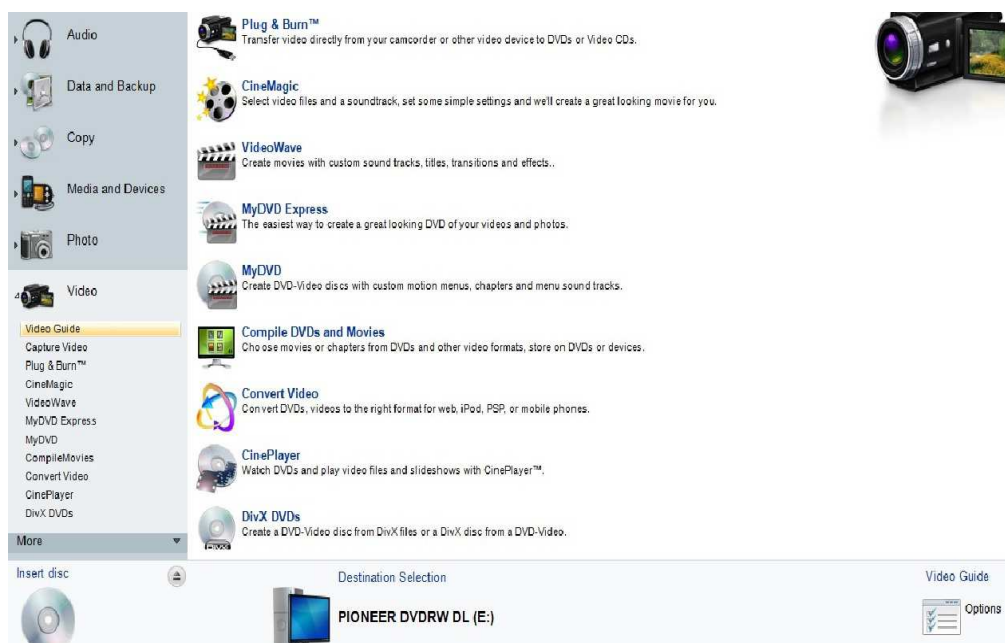 Audio
Data and Backup
Copy
Media and Devices
Photo
Video
Video Guide
Capture Video
Plug & Burn™
CineMagic
VideoWave
MyDVD Express
MyDVD
CompileMovies
Convert Video
CinePlayer
DivX DVDs
More
Plug & Burn™
Transfer video directly from your camcorder or other video device to DVDs or Video CDs.
CineMagic
Select video files and a soundtrack, set some simple settings and we'll create a great looking movie for you.
VideoWave
Create movies with custom sound tracks, titles, transitions and effects..
MyDVD Express
The easiest way to create a great looking DVD of your videos and photos.
MyDVD
Create DVD-Video discs with custom motion menus, chapters and menu sound tracks.
Compile DVDs and Movies
Choose movies or chapters from DVDs and other video formats, store on DVDs or devices.
Convert Video
Convert DVDs, videos to the right format for web, iPod, PSP, or mobile phones.
CinePlayer
Watch DVDs and play video files and slideshows with CinePlayer™.
DivX DVDs
Create a DVD-Video disc from DivX files or a DivX disc from a DVD-Video.
Insert disc
Destination Selection
PIONEER DVDRW DL (E:)
Video Guide
Options